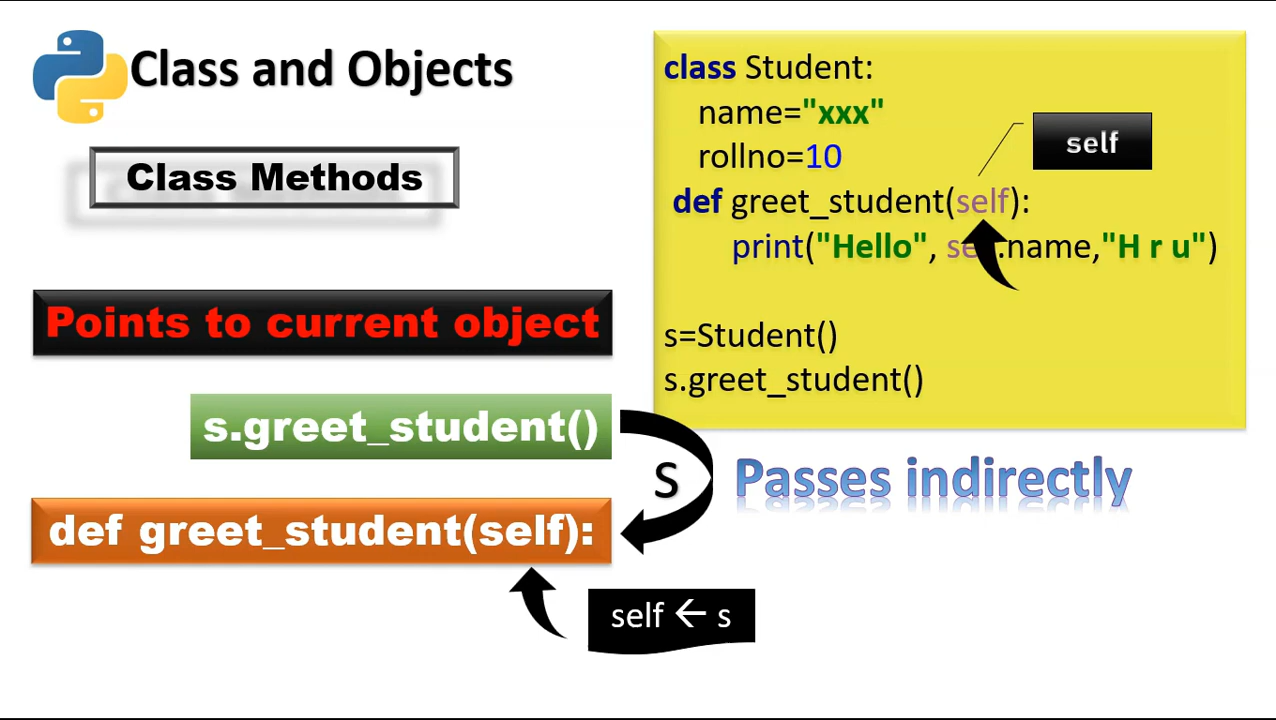 Class and Objects
Class Methods
Points to current object
s.greet_student()
def greet_student(self):
S
Passes indirectly
self ← s
class Student:
name="xxx"
rollno=10
self
def greet_student(self):
print("Hello", self.name,"H r u")
s=Student()
s.greet_student()